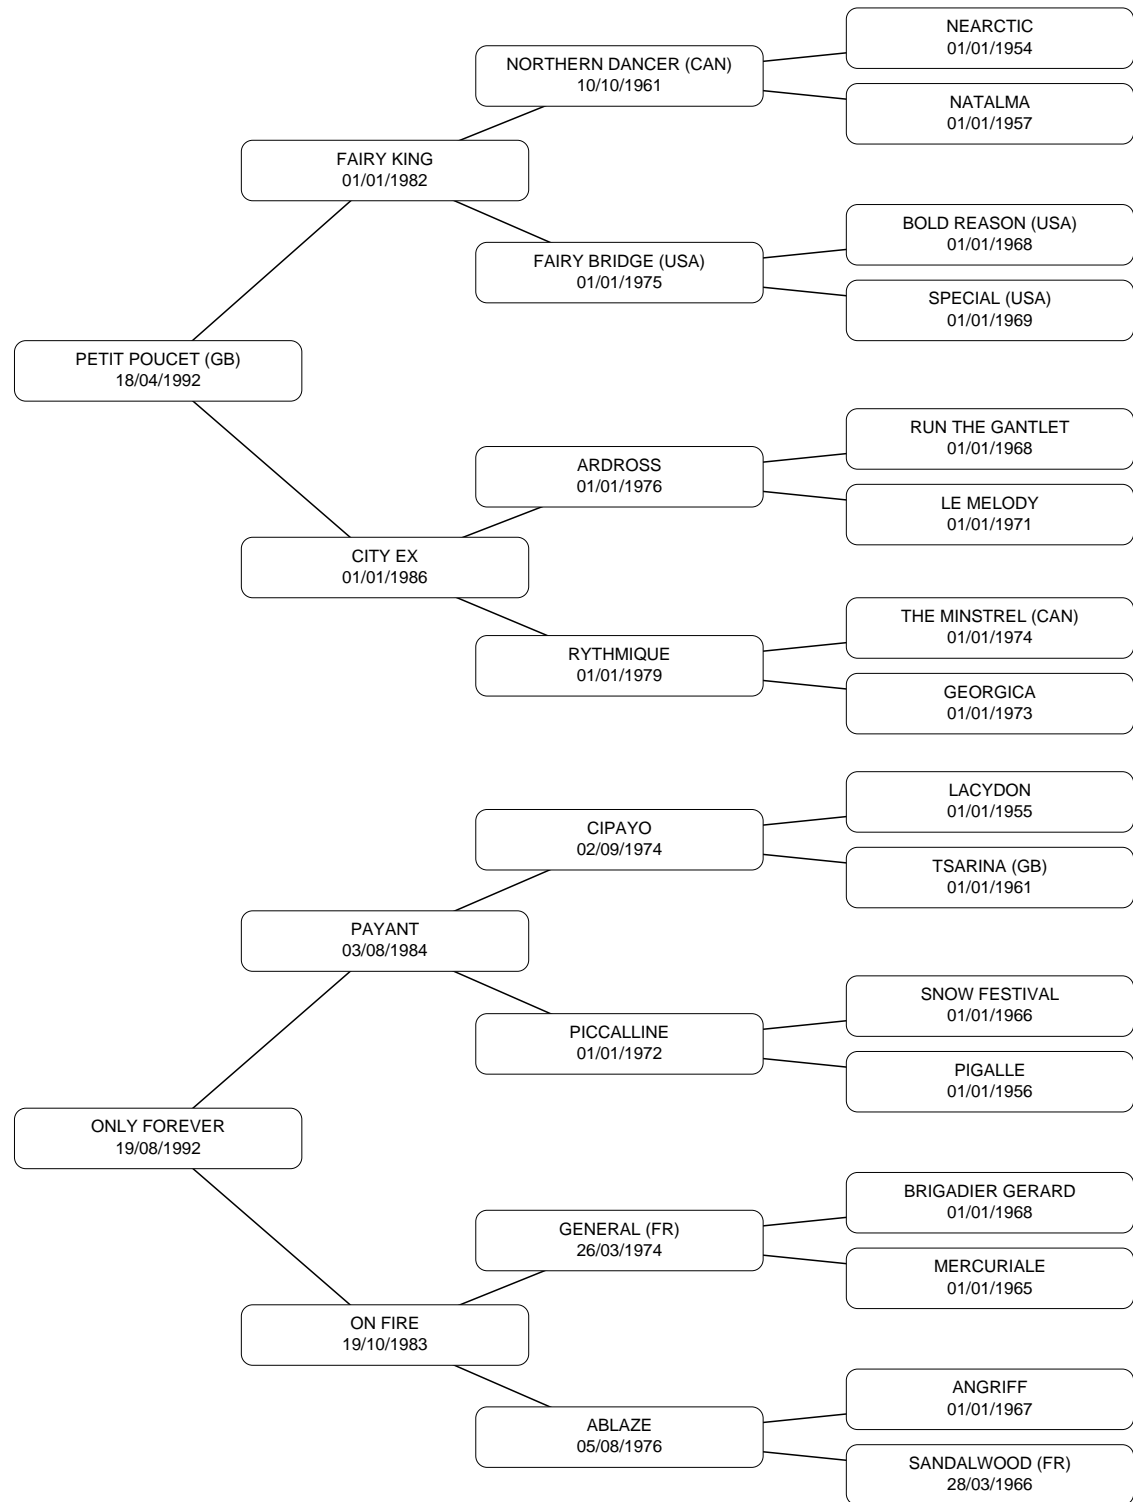 NEARCTIC
01/01/1954
NORTHERN DANCER (CAN)
10/10/1961
NATALMA
01/01/1957
FAIRY KING
01/01/1982
BOLD REASON (USA)
01/01/1968
FAIRY BRIDGE (USA)
01/01/1975
SPECIAL (USA)
01/01/1969
PETIT POUCET (GB)
18/04/1992
RUN THE GANTLET
01/01/1968
ARDROSS
01/01/1976
LE MELODY
01/01/1971
CITY EX
01/01/1986
THE MINSTREL (CAN)
01/01/1974
RYTHMIQUE
01/01/1979
GEORGICA
01/01/1973
LACYDON
01/01/1955
CIPAYO
02/09/1974
TSARINA (GB)
01/01/1961
PAYANT
03/08/1984
SNOW FESTIVAL
01/01/1966
PICCALLINE
01/01/1972
PIGALLE
01/01/1956
ONLY FOREVER
19/08/1992
BRIGADIER GERARD
01/01/1968
GENERAL (FR)
26/03/1974
MERCURIALE
01/01/1965
ON FIRE
19/10/1983
ANGRIFF
01/01/1967
ABLAZE
05/08/1976
SANDALWOOD (FR)
28/03/1966